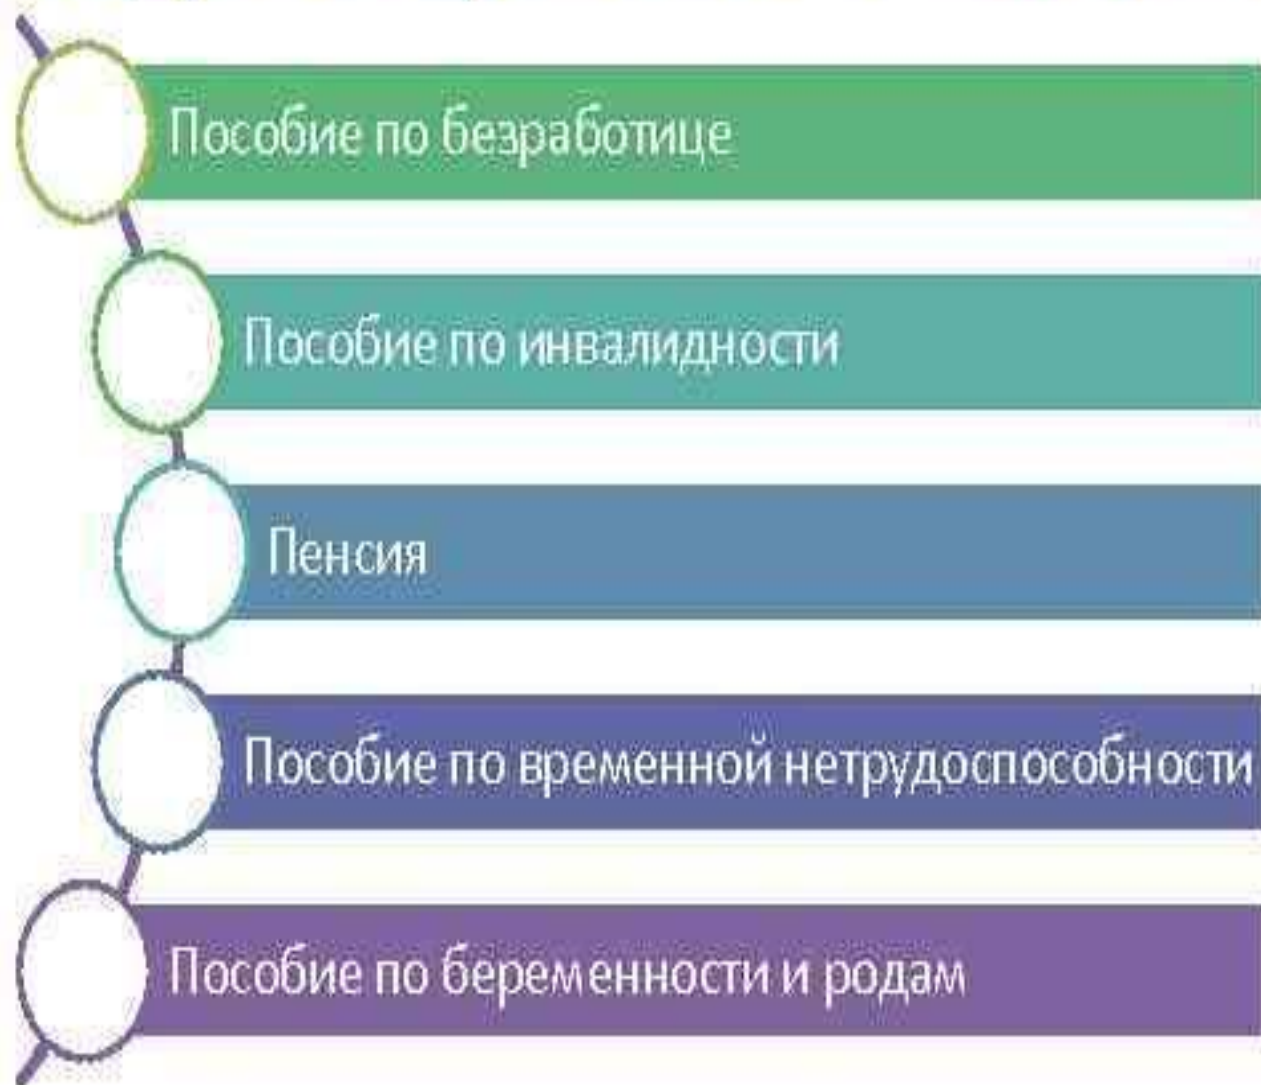 Пособие по безработице
Пособие по инвалидности
Пенсия
Пособие по временной нетрудоспособности
Пособие по беременности и родам